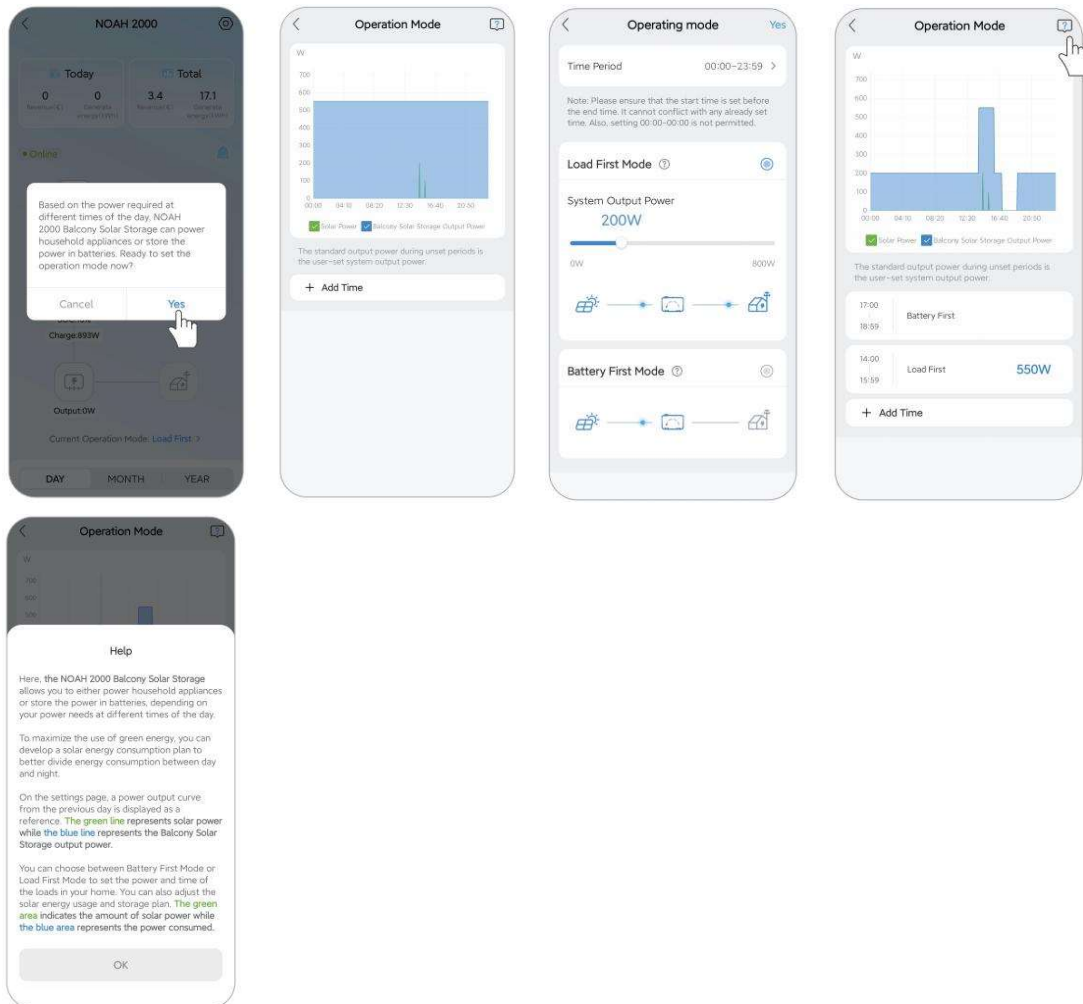 NOAH 2000
Today
Total
0
0
3.4
17.1
Online
Based on the power required at
different times of the day, NOAH
2000 Balcony Solar Storage can power
household appliances or store the
power in batteries. Ready to set the
operation mode now?
Cancel
Yes
Charge:893W
Output:0W
Current Operation Mode: Load First >
DAY MONTH YEAR
Operation Mode
W
700
600
500
400
300
200
100
0
00:00 04:10 08:20 12:30 16:40 20:50
Solar Power Balcony Solar Storage Output Power
The standard output power during unset periods is
the user-set system output power.
+ Add Time
Operating mode Yes
Time Period 00:00~23:59 >
Note: Please ensure that the start time is set before
the end time. It cannot conflict with any already set
time. Also, setting 00:00~00:00 is not permitted.
Load First Mode ?
System Output Power
200W
0W 800W
Battery First Mode ?
Operation Mode ?
W
700
600
500
400
300
200
100
0
00:00 04:10 08:20 12:30 16:40 20:50
Solar Power Balcony Solar Storage Output Power
The standard output power during unset periods is
the user-set system output power.
17:00
18:59
Battery First
14:00
15:59
Load First 550W
+ Add Time
Operation Mode
W
700
600
500
Help
Here, the NOAH 2000 Balcony Solar Storage
allows you to either power household appliances
or store the power in batteries, depending on
your power needs at different times of the day.
To maximize the use of green energy, you can
develop a solar energy consumption plan to
better divide energy consumption between day
and night.
On the settings page, a power output curve
from the previous day is displayed as a
reference. The green line represents solar power
while the blue line represents the Balcony Solar
Storage output power.
You can choose between Battery First Mode or
Load First Mode to set the power and time of
the loads in your home. You can also adjust the
solar energy usage and storage plan. The green
area indicates the amount of solar power while
the blue area represents the power consumed.
OK